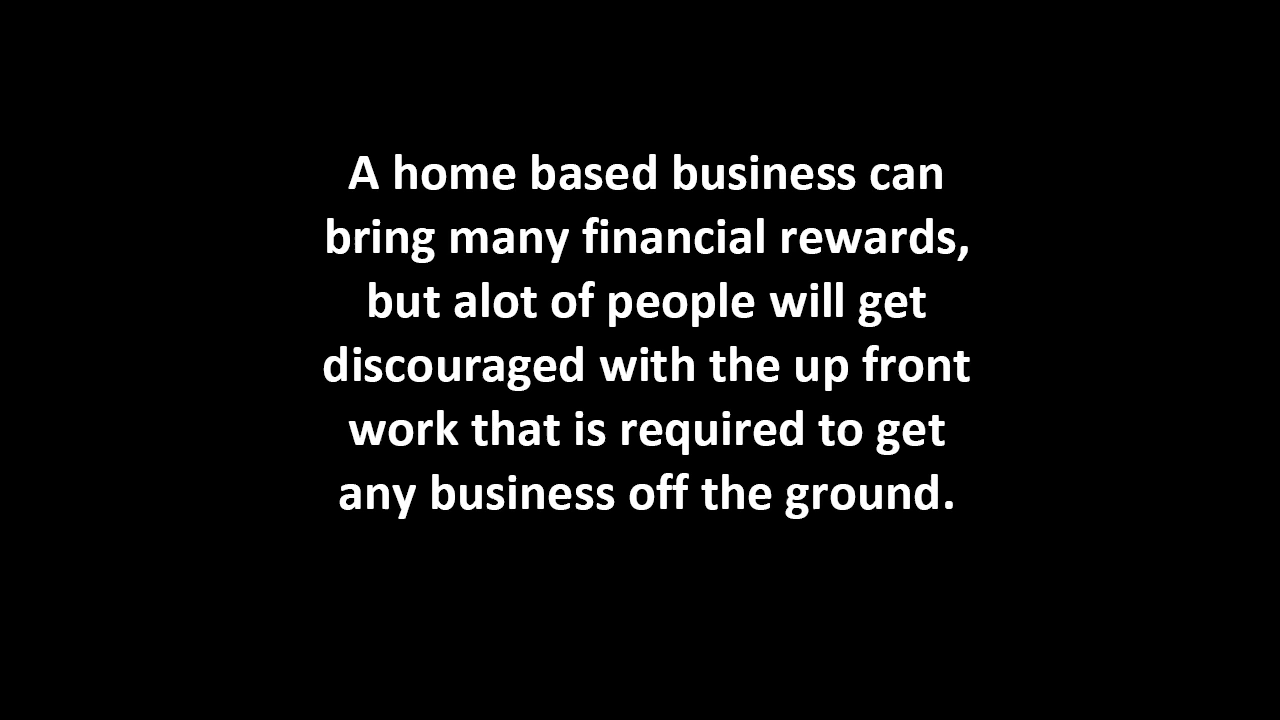 A home based business can
bring many financial rewards,
but alot of people will get
discouraged with the up front
work that is required to get
any business off the ground.